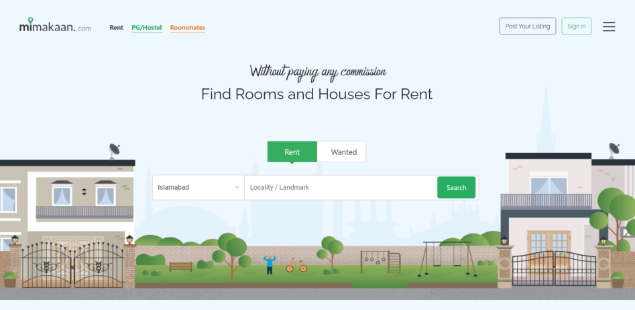 mimakaan.com
Rent PG/Hostel Roommates
Post Your Listing Sign in
Without paying any commission
Find Rooms and Houses For Rent
Rent Wanted
Islamabad Locality / Landmark Search